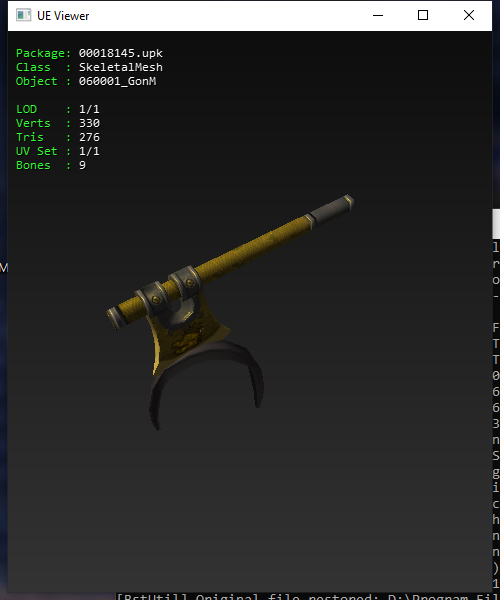 UE Viewer
Package: 00018145.upk
Class : SkeletalMesh
Object : 060001_GonM
LOD : 1/1
Verts : 330
Tris : 276
UV Set : 1/1
Bones : 9
M
l
r
o
-
F
T
T
0
6
6
3
n
S
g
i
c
h
n
n
)
1
[BstUtil] Original file restored: D:\Program Fil